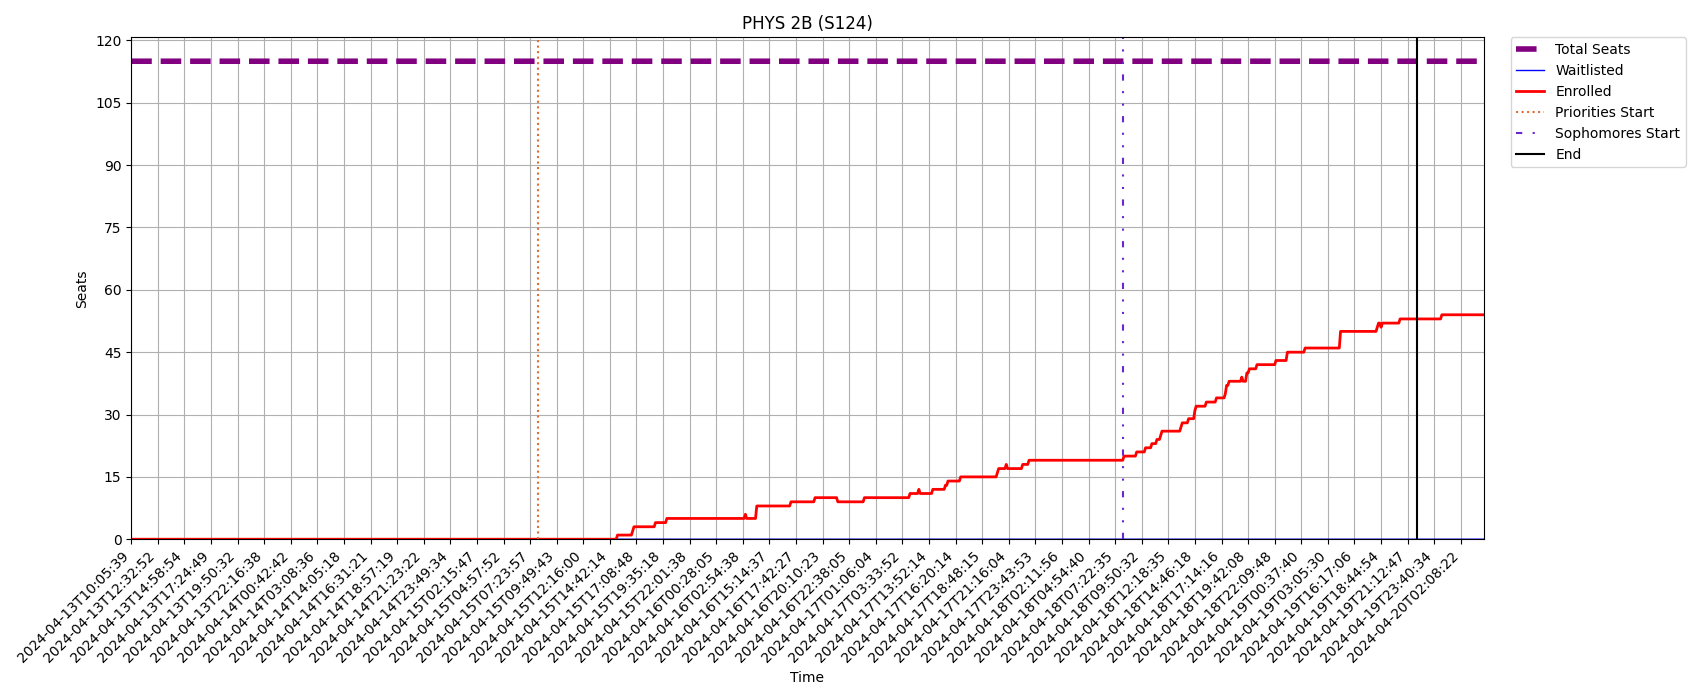 PHYS 2B (S124)
Total Seats
Waitlisted
Enrolled
Priorities Start
Sophomores Start
End
Seats
120
105
90
75
60
45
30
15
0
2024-04-13T10:05:39
2024-04-13T12:32:52
2024-04-13T14:58:54
2024-04-13T17:24:49
2024-04-13T19:50:32
2024-04-13T22:16:38
2024-04-14T00:42:42
2024-04-14T03:08:36
2024-04-14T14:05:18
2024-04-14T16:31:21
2024-04-14T18:57:19
2024-04-14T21:23:22
2024-04-14T23:49:34
2024-04-15T02:15:47
2024-04-15T04:57:52
2024-04-15T07:23:57
2024-04-15T09:49:43
2024-04-15T12:16:00
2024-04-15T14:42:14
2024-04-15T17:08:48
2024-04-15T19:35:18
2024-04-15T22:01:38
2024-04-16T00:28:05
2024-04-16T02:54:38
2024-04-16T15:14:37
2024-04-16T17:42:27
2024-04-16T20:10:23
2024-04-16T22:38:05
2024-04-17T01:06:04
2024-04-17T03:33:52
2024-04-17T13:52:14
2024-04-17T16:20:14
2024-04-17T18:48:15
2024-04-17T21:16:04
2024-04-17T23:43:53
2024-04-18T02:11:56
2024-04-18T04:54:40
2024-04-18T07:22:35
2024-04-18T09:50:32
2024-04-18T12:18:35
2024-04-18T14:46:18
2024-04-18T17:14:16
2024-04-18T19:42:08
2024-04-18T22:09:48
2024-04-19T00:37:40
2024-04-19T03:05:30
2024-04-19T16:17:06
2024-04-19T18:44:54
2024-04-19T21:12:47
2024-04-19T23:40:34
2024-04-20T02:08:22
Time